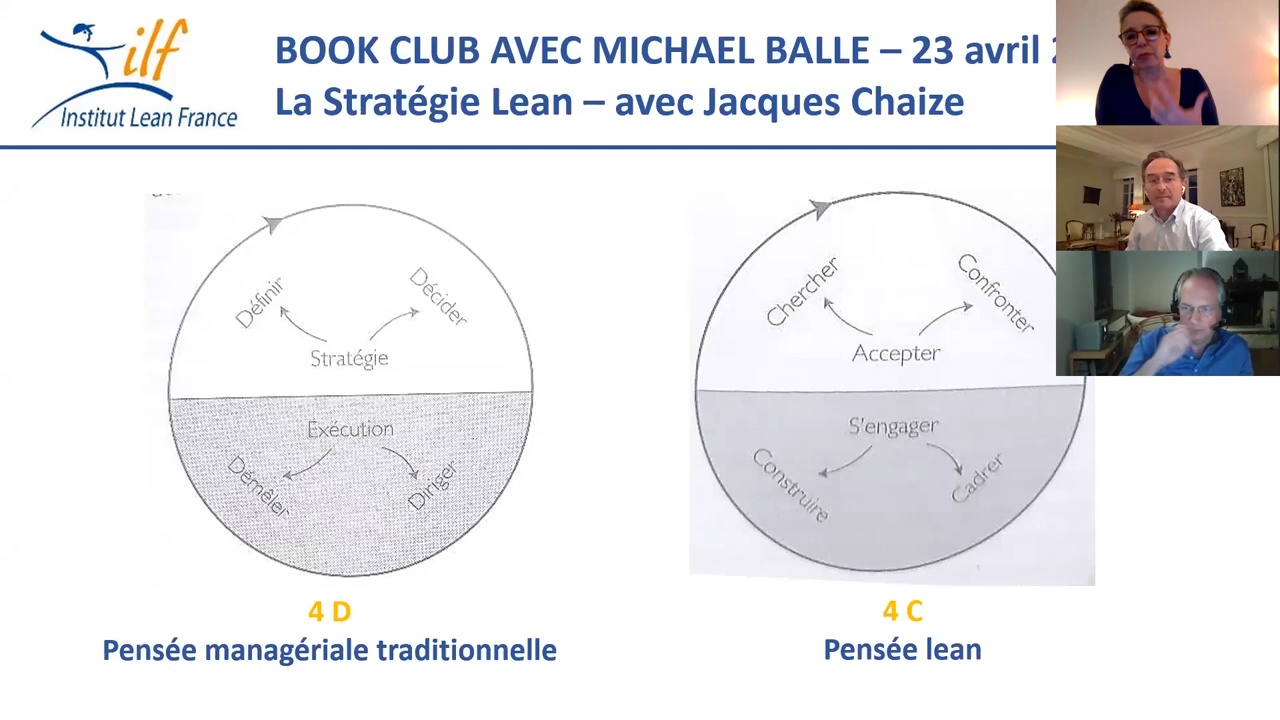 ilf
Institut Lean France
BOOK CLUB AVEC MICHAEL BALLE – 23 avril
La Stratégie Lean – avec Jacques Chaize
Définir
Décider
Stratégie
Exécution
Démêler
Diriger
Chercher
Confronter
Accepter
S'engager
Construire
Cadrer
4 D
Pensée managériale traditionnelle
4 C
Pensée lean